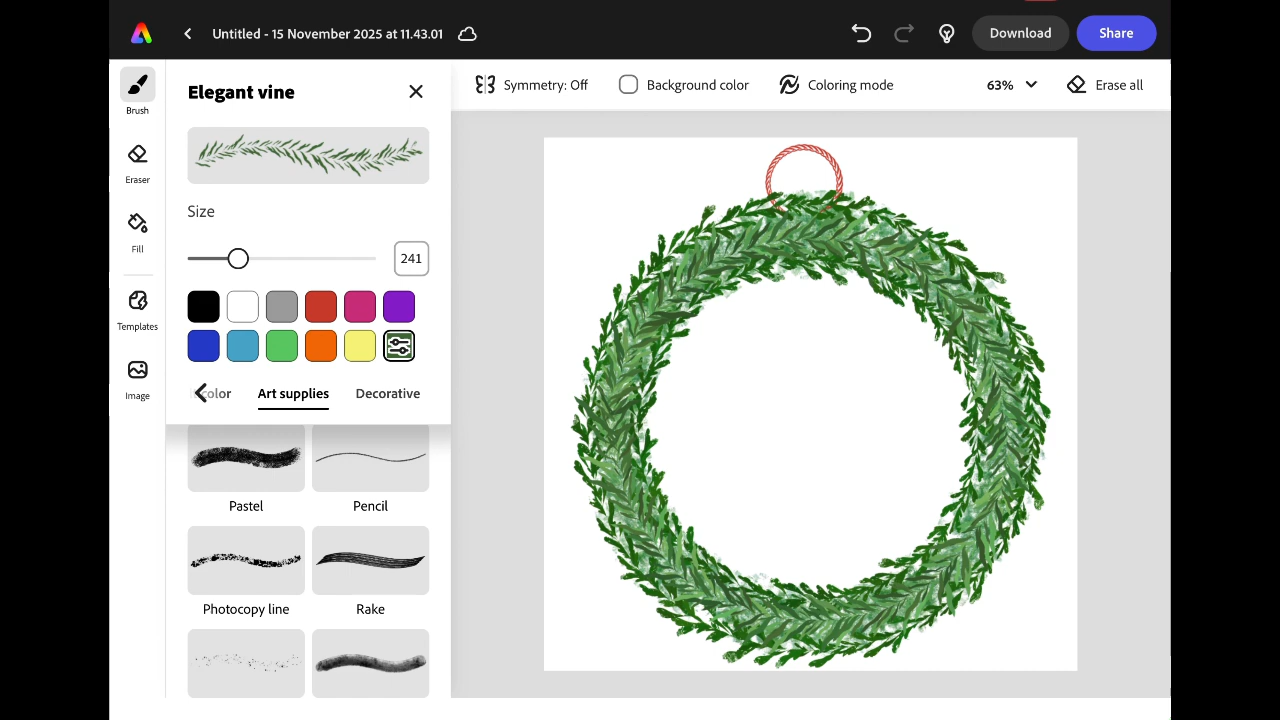 Untitled - 15 November 2025 at 11.43.01
Download
Share
Symmetry: Off
Background color
Coloring mode
63%
Erase all
Brush
Eraser
Fill
Templates
Image
Elegant vine
Size
241
color
Art supplies
Decorative
Pastel
Pencil
Photocopy line
Rake